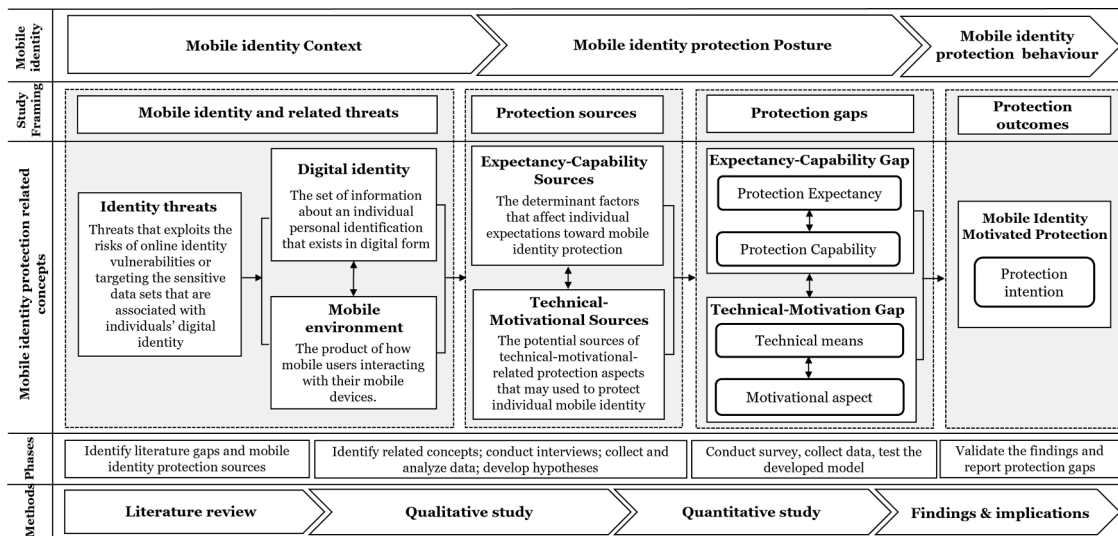 Mobile
identity
Mobile identity Context
Mobile identity protection Posture
Mobile identity
protection behaviour
Study
Framing
Mobile identity and related threats
Protection sources
Protection gaps
Protection
outcomes
Mobile identity protection related
concepts
Identity threats
Threats that exploits the
risks of online identity
vulnerabilities or
targeting the sensitive
data sets that are
associated with
individuals' digital
identity
Digital identity
The set of information
about an individual
personal identification
that exists in digital form
Mobile
environment
The product of how
mobile users interacting
with their mobile
devices.
Expectancy-Capability
Sources
The determinant factors
that affect individual
expectations toward mobile
identity protection
Technical-
Motivational Sources
The potential sources of
technical-motivational-
related protection aspects
that may used to protect
individual mobile identity
Expectancy-Capability Gap
Protection Expectancy
Protection Capability
Technical-Motivation Gap
Technical means
Motivational aspect
Mobile Identity
Motivated Protection
Protection
intention
Phases
Identify literature gaps and mobile
identity protection sources
Identify related concepts; conduct interviews; collect and
analyze data; develop hypotheses
Conduct survey, collect data, test the
developed model
Validate the findings and
report protection gaps
Methods
Literature review
Qualitative study
Quantitative study
Findings & implications